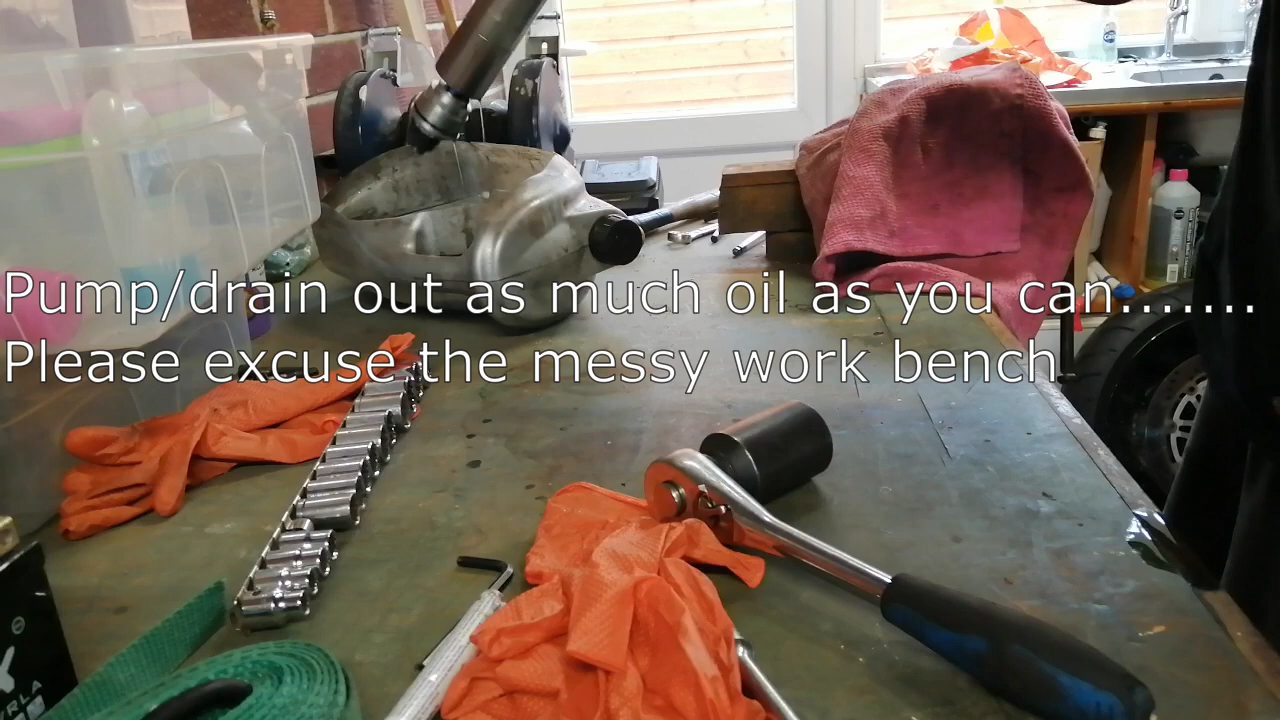 Pump/drain out as much oil as you can.......
Please excuse the messy work bench